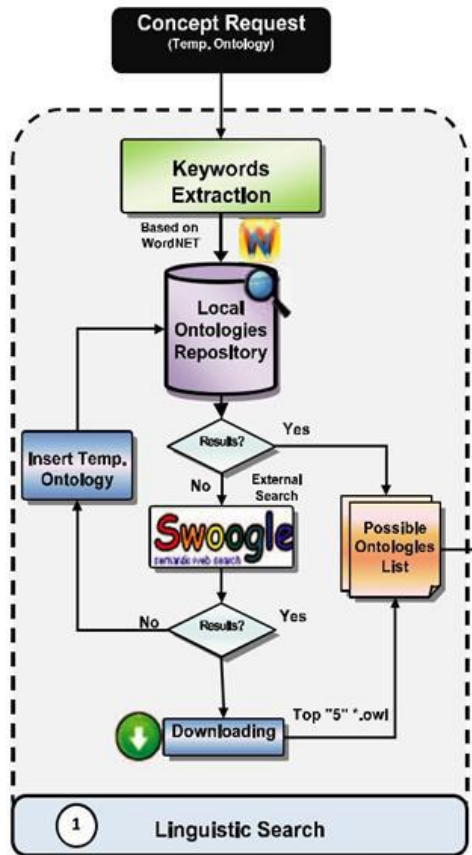 Concept Request
(Temp. Ontology)
Keywords
Extraction
Based on
WordNET
W
Local
Ontologies
Repository
Results?
Yes
No
External
Search
Insert Temp.
Ontology
Swoogle
semantic web search
Possible
Ontologies
List
Results?
No
Yes
Downloading
Top "5" *.owl
1
Linguistic Search